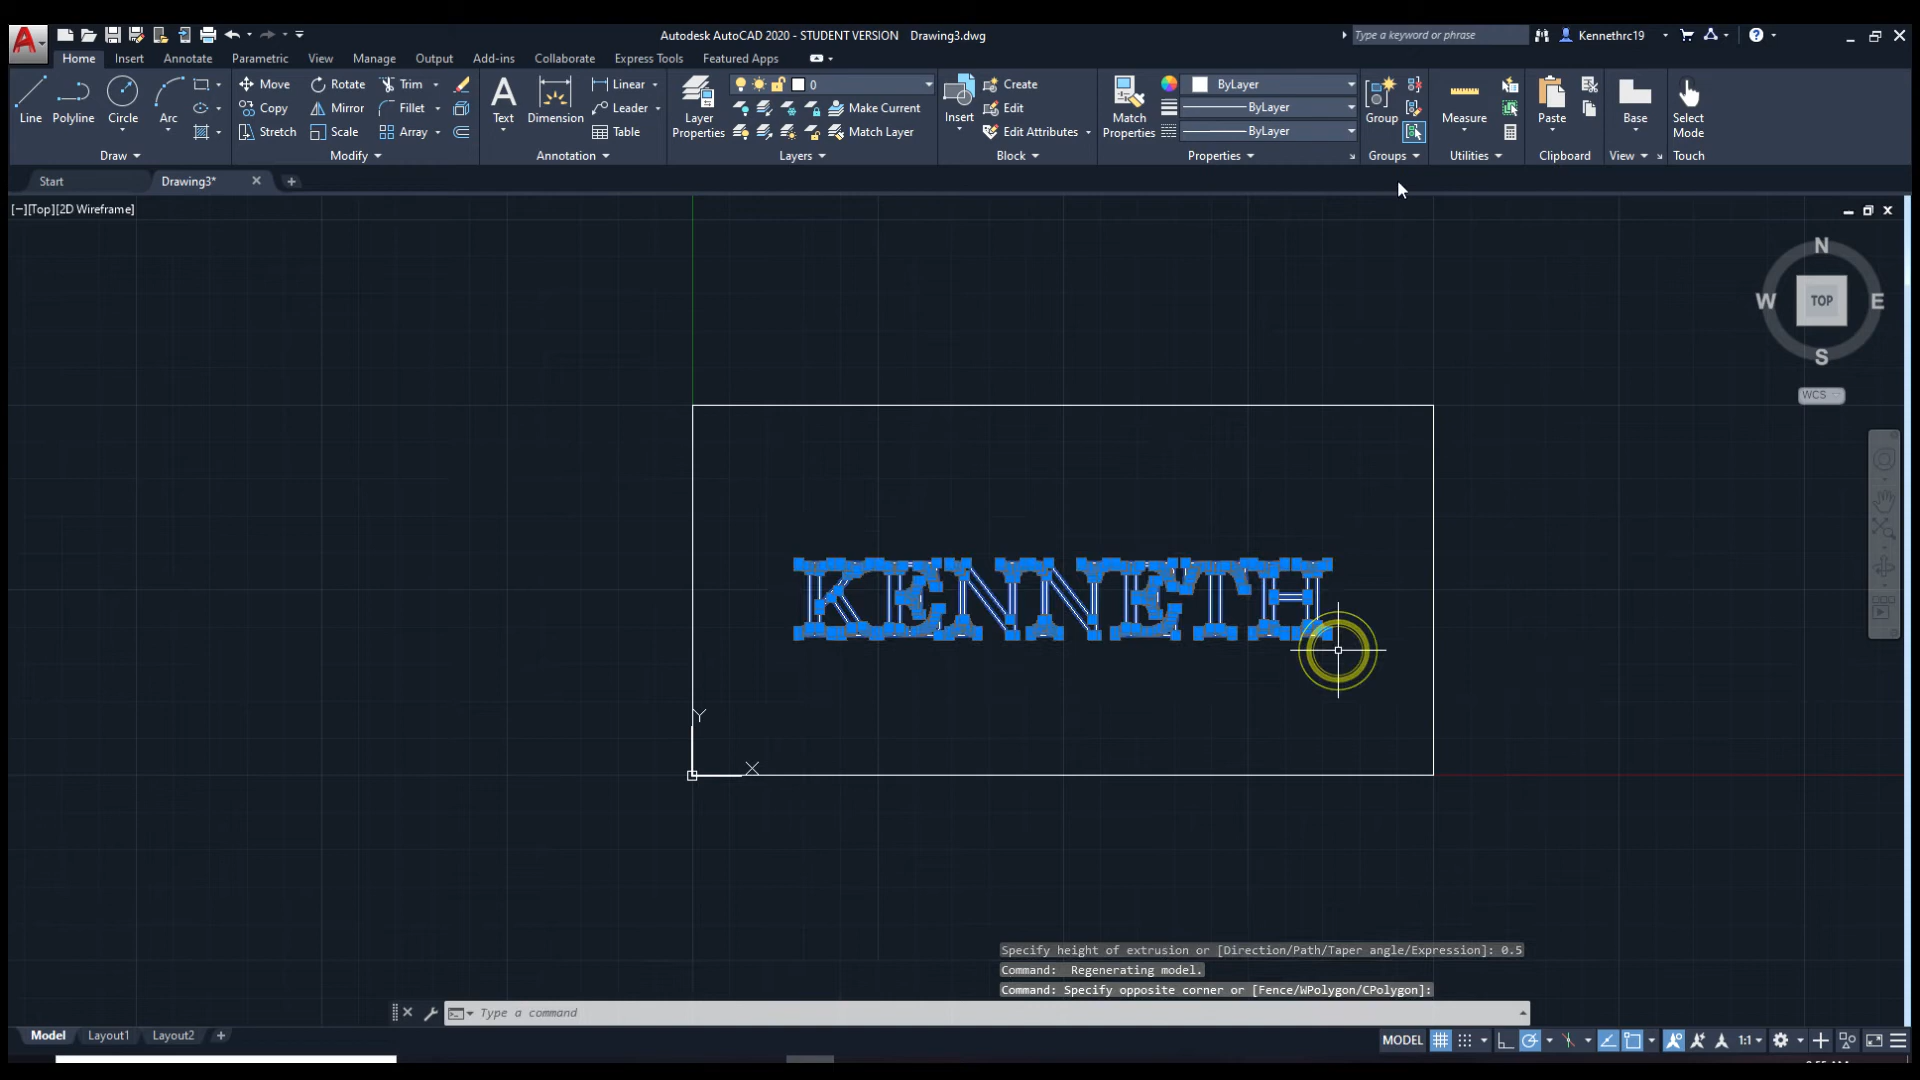 Autodesk AutoCAD 2020 - STUDENT VERSION Drawing3.dwg
Type a keyword or phrase
Kennethrc19
Home Insert Annotate Parametric View Manage Output Add-ins Collaborate Express Tools Featured Apps
Line Polyline Circle Arc
Move Rotate Trim
Copy Mirror Fillet
Stretch Scale Array
Text Dimension
Linear
Leader
Table
Layer Properties
0
Make Current
Match Layer
Insert
Create
Edit
Edit Attributes
Match Properties
ByLayer
ByLayer
ByLayer
Group
Measure
Paste
Base
Select Mode
Draw Modify Annotation Layers Block Properties Groups Utilities Clipboard View Touch
Start Drawing3*
[−][Top][2D Wireframe]
N
W TOP E
S
WCS
KENNETH
Y
X
Specify height of extrusion or [Direction/Path/Taper angle/Expression]: 0.5
Command: Regenerating model.
Command: Specify opposite corner or [Fence/WPolygon/CPolygon]:
Type a command
Model Layout1 Layout2
MODEL 1:1